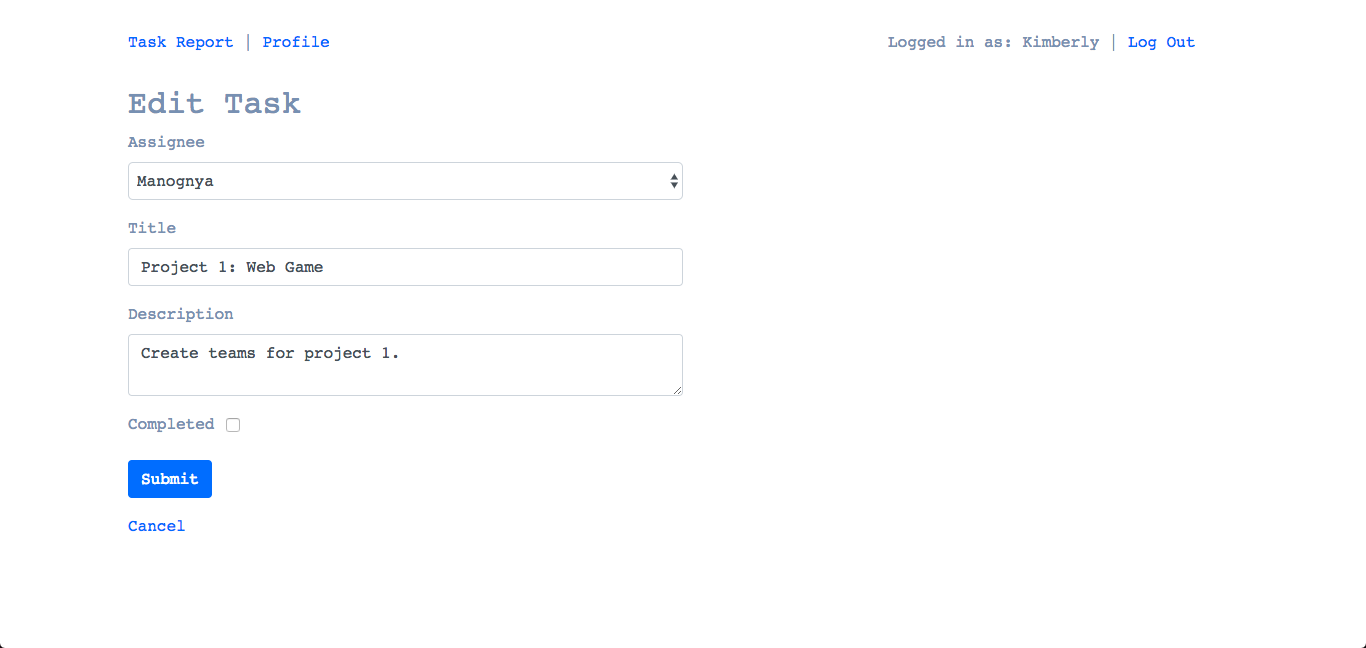 Task Report | Profile Logged in as: Kimberly | Log Out
Edit Task
Assignee
Manognya
Title
Project 1: Web Game
Description
Create teams for project 1.
Completed
Submit
Cancel